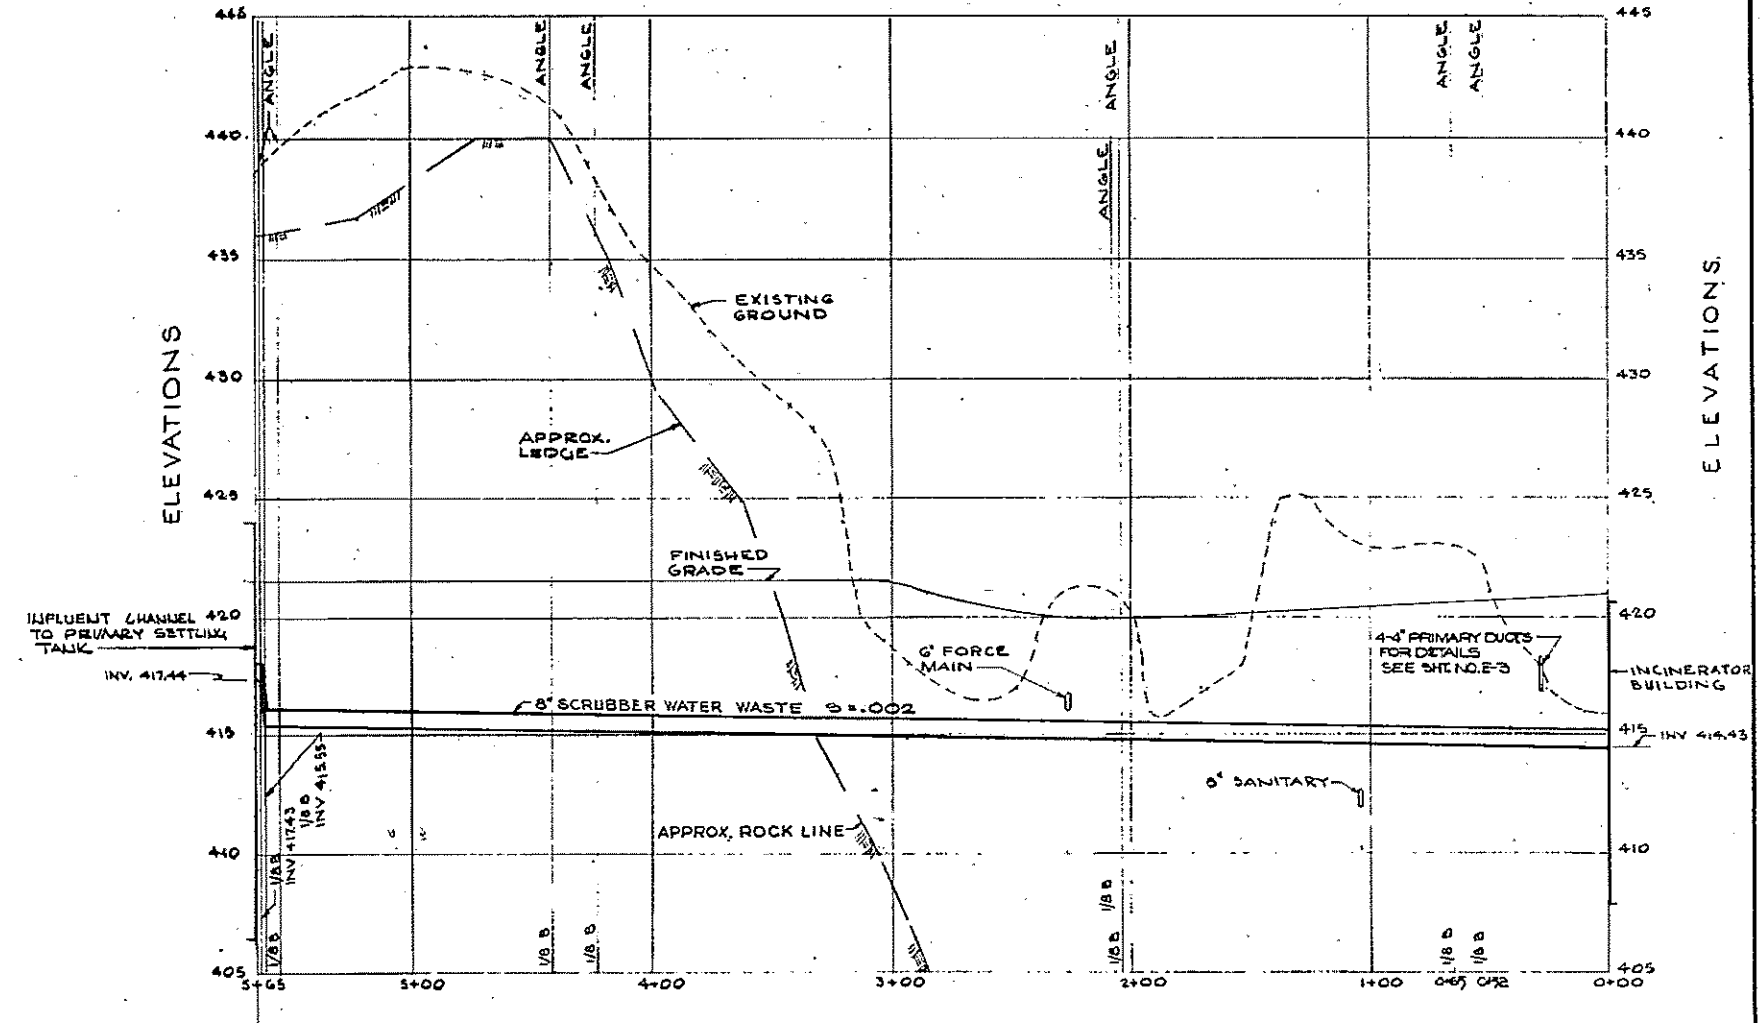 445
445
ANGLE
ANGLE
ANGLE
ANGLE
ANGLE
ANGLE
440
440
ANGLE
435
435
EXISTING
GROUND
ELEVATIONS
ELEVATIONS
430
430
APPROX.
LEDGE
425
425
FINISHED
GRADE
INFLUENT CHANNEL
TO PRIMARY SETTLING
TANK
420
420
6" FORCE
MAIN
4-4" PRIMARY DUCTS
FOR DETAILS
SEE SHT. NO. E-3
INCINERATOR
BUILDING
INV. 417.44
8" SCRUBBER WATER WASTE S=.002
415
415
INV 414.43
1/8 B
INV 417.43
1/8 B
INV 415.55
8" SANITARY
APPROX. ROCK LINE
410
410
1/8 B
1/8 B
1/8 B
1/8 B
1/8 B
1/8 B
1/8 B
405
405
5+65
5+00
4+00
3+00
2+00
1+00
0+00